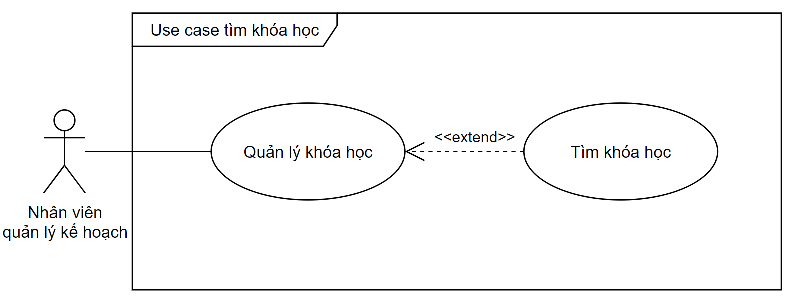 Use case tìm khóa học
Quản lý khóa học
<<extend>>
Tìm khóa học
Nhân viên
quản lý kế hoạch